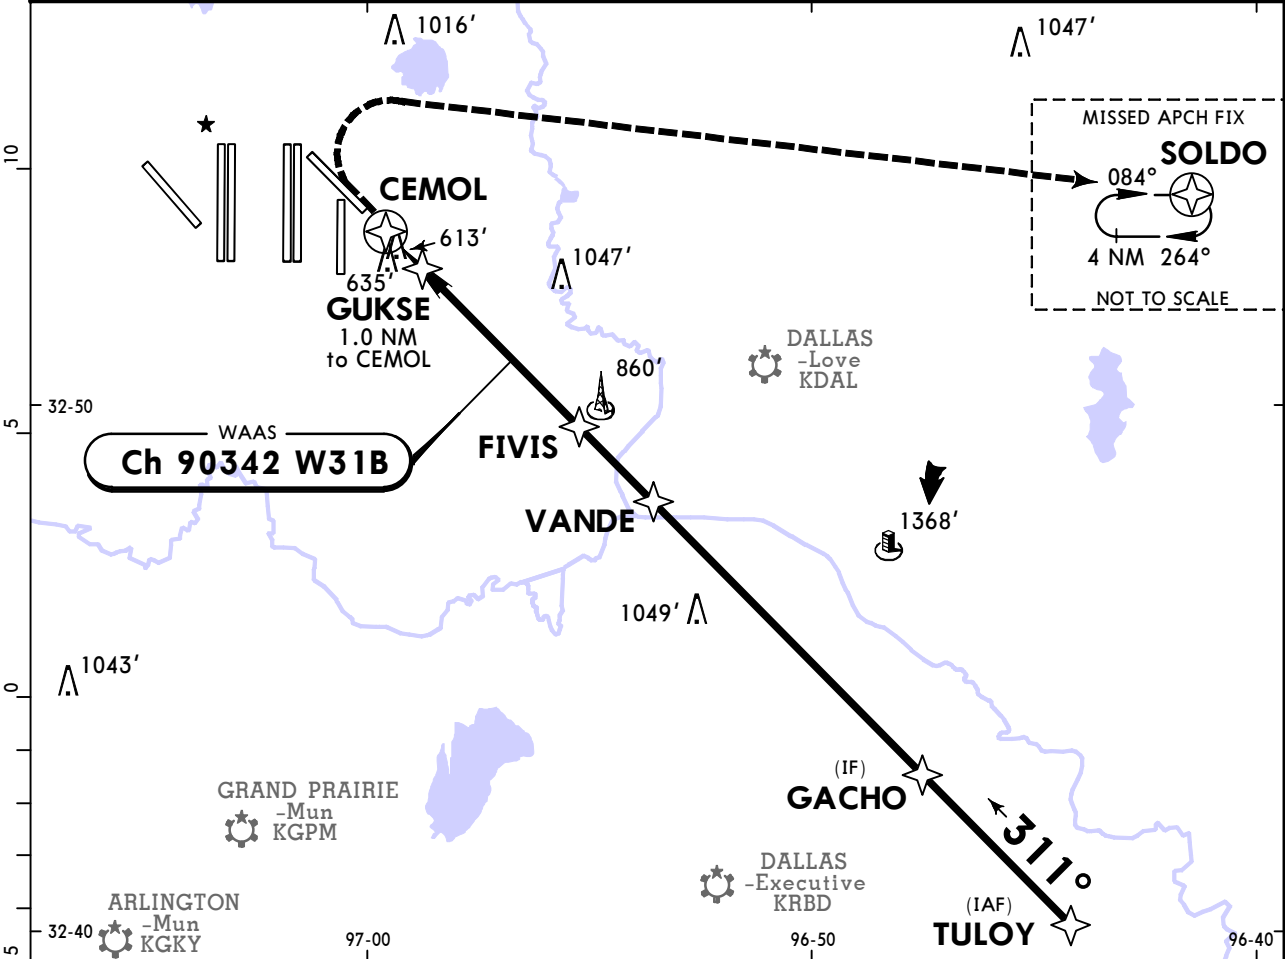 1016'
1047'
MISSED APCH FIX
SOLDO
084°
4 NM 264°
NOT TO SCALE
10
CEMOL
613'
635'
1047'
GUKSE
1.0 NM
to CEMOL
DALLAS
-Love
KDAL
860'
32-50
5
WAAS
Ch 90342 W31B
FIVIS
VANDE
1368'
1049'
1043'
0
(IF)
GACHO
GRAND PRAIRIE
-Mun
KGPM
311°
DALLAS
-Executive
KRBD
ARLINGTON
-Mun
KGKY
(IAF)
TULOY
32-40
97-00
96-50
96-40
5